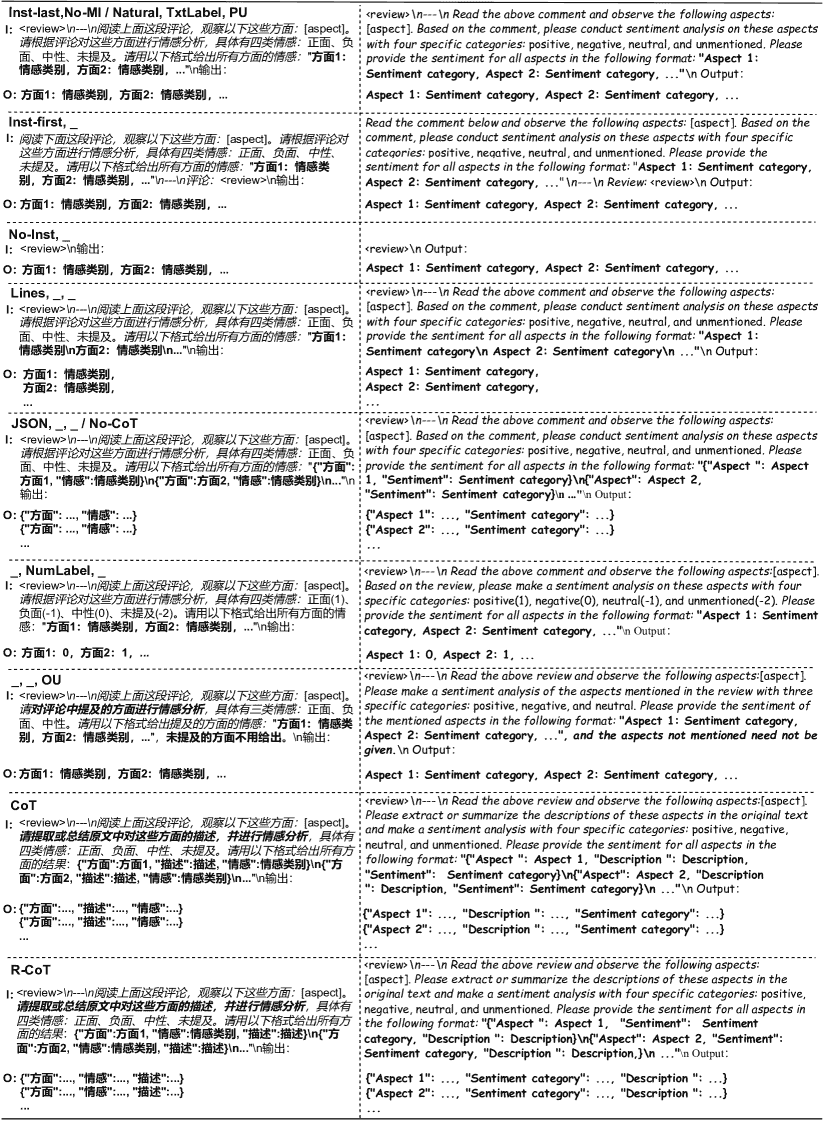 Inst-last,No-MI / Natural, TxtLabel, PU
I: <review>\n---\n阅读上面这段评论，观察以下这些方面：[aspect]。
请根据评论对这些方面进行情感分析，具体有四类情感：正面、负
面、中性、未提及。请用以下格式给出所有方面的情感："方面1：
情感类别，方面2：情感类别，..."\n输出：
O: 方面1：情感类别，方面2：情感类别，...
<review>\n---\n Read the above comment and observe the following aspects:
[aspect]. Based on the comment, please conduct sentiment analysis on these aspects
with four specific categories: positive, negative, neutral, and unmentioned. Please
provide the sentiment for all aspects in the following format: "Aspect 1:
Sentiment category, Aspect 2: Sentiment category, ..."\n Output:
Aspect 1: Sentiment category, Aspect 2: Sentiment category, ...
Inst-first, _
I: 阅读下面这段评论，观察以下这些方面：[aspect]。请根据评论对
这些方面进行情感分析，具体有四类情感：正面、负面、中性、
未提及。请用以下格式给出所有方面的情感："方面1：情感类
别，方面2：情感类别，..."\n---\n评论：<review>\n输出：
O: 方面1：情感类别，方面2：情感类别，...
Read the comment below and observe the following aspects: [aspect]. Based on the
comment, please conduct sentiment analysis on these aspects with four specific
categories: positive, negative, neutral, and unmentioned. Please provide the
sentiment for all aspects in the following format: "Aspect 1: Sentiment category,
Aspect 2: Sentiment category, ..."\n---\n Review: <review>\n Output:
Aspect 1: Sentiment category, Aspect 2: Sentiment category, ...
No-Inst, _
I: <review>\n输出：
O: 方面1：情感类别，方面2：情感类别，...
<review>\n Output:
Aspect 1: Sentiment category, Aspect 2: Sentiment category, ...
Lines, _, _
I: <review>\n---\n阅读上面这段评论，观察以下这些方面：[aspect]。
请根据评论对这些方面进行情感分析，具体有四类情感：正面、负
面、中性、未提及。请用以下格式给出所有方面的情感："方面1：
情感类别\n方面2：情感类别\n..."\n输出：
O: 方面1：情感类别，
方面2：情感类别，
...
<review>\n---\n Read the above comment and observe the following aspects:
[aspect]. Based on the comment, please conduct sentiment analysis on these aspects
with four specific categories: positive, negative, neutral, and unmentioned. Please
provide the sentiment for all aspects in the following format: "Aspect 1:
Sentiment category\n Aspect 2: Sentiment category\n ..."\n Output:
Aspect 1: Sentiment category,
Aspect 2: Sentiment category,
...
JSON, _, _ / No-CoT
I: <review>\n---\n阅读上面这段评论，观察以下这些方面：[aspect]。
请根据评论对这些方面进行情感分析，具体有四类情感：正面、负
面、中性、未提及。请用以下格式给出所有方面的情感："{"方面":
方面1, "情感":情感类别}\n{"方面":方面2, "情感":情感类别}\n..."\n
输出：
O: {"方面": ..., "情感": ...}
{"方面": ..., "情感": ...}
...
<review>\n---\n Read the above comment and observe the following aspects:
[aspect]. Based on the comment, please conduct sentiment analysis on these aspects
with four specific categories: positive, negative, neutral, and unmentioned. Please
provide the sentiment for all aspects in the following format: "{"Aspect ": Aspect
1, "Sentiment": Sentiment category}\n{"Aspect": Aspect 2,
"Sentiment": Sentiment category}\n ..."\n Output:
{"Aspect 1": ..., "Sentiment category": ...}
{"Aspect 2": ..., "Sentiment category": ...}
...
_, NumLabel, _
I: <review>\n---\n阅读上面这段评论，观察以下这些方面：[aspect]。
请根据评论对这些方面进行情感分析，具体有四类情感：正面(1)、
负面(-1)、中性(0)、未提及(-2)。请用以下格式给出所有方面的情
感："方面1：情感类别，方面2：情感类别，..."\n输出：
O: 方面1：0，方面2：1，...
<review>\n---\n Read the above comment and observe the following aspects:[aspect].
Based on the review, please make a sentiment analysis on these aspects with four
specific categories: positive(1), negative(0), neutral(-1), and unmentioned(-2). Please
provide the sentiment for all aspects in the following format: "Aspect 1: Sentiment
category, Aspect 2: Sentiment category, ..."\n Output:
Aspect 1: 0, Aspect 2: 1, ...
_, _, OU
I: <review>\n---\n阅读上面这段评论，观察以下这些方面：[aspect]。
请对评论中提及的方面进行情感分析，具体有三类情感：正面、负
面、中性。请用以下格式给出提及的方面的情感："方面1：情感类
别，方面2：情感类别，..."，未提及的方面不用给出。\n输出：
O: 方面1：情感类别，方面2：情感类别，...
<review>\n---\n Read the above review and observe the following aspects:[aspect].
Please make a sentiment analysis of the aspects mentioned in the review with three
specific categories: positive, negative, and neutral. Please provide the sentiment of
the mentioned aspects in the following format: "Aspect 1: Sentiment category,
Aspect 2: Sentiment category, ...", and the aspects not mentioned need not be
given.\n Output:
Aspect 1: Sentiment category, Aspect 2: Sentiment category, ...
CoT
I: <review>\n---\n阅读上面这段评论，观察以下这些方面：[aspect]。
请提取或总结原文中对这些方面的描述，并进行情感分析，具体有
四类情感：正面、负面、中性、未提及。请用以下格式给出所有方
面的结果：{"方面":方面1, "描述":描述, "情感":情感类别}\n{"方
面":方面2, "描述":描述, "情感":情感类别}\n..."\n输出：
O: {"方面":..., "描述":..., "情感":...}
{"方面":..., "描述":..., "情感":...}
...
<review>\n---\n Read the above review and observe the following aspects:[aspect].
Please extract or summarize the descriptions of these aspects in the original text
and make a sentiment analysis with four specific categories: positive, negative,
neutral, and unmentioned. Please provide the sentiment for all aspects in the
following format: "{"Aspect ": Aspect 1, "Description ": Description,
"Sentiment": Sentiment category}\n{"Aspect": Aspect 2, "Description
": Description, "Sentiment": Sentiment category}\n ..."\n Output:
{"Aspect 1": ..., "Description ": ..., "Sentiment category": ...}
{"Aspect 2": ..., "Description ": ..., "Sentiment category": ...}
...
R-CoT
I: <review>\n---\n阅读上面这段评论，观察以下这些方面：[aspect]。
请提取或总结原文中对这些方面的描述，并进行情感分析，具体有
四类情感：正面、负面、中性、未提及。请用以下格式给出所有方
面的结果：{"方面":方面1, "情感":情感类别, "描述":描述}\n{"方
面":方面2, "情感":情感类别, "描述":描述}\n..."\n输出：
O: {"方面":..., "情感":..., "描述":...}
{"方面":..., "情感":..., "描述":...}
...
<review>\n---\n Read the above review and observe the following aspects:
[aspect]. Please extract or summarize the descriptions of these aspects in the
original text and make a sentiment analysis with four specific categories: positive,
negative, neutral, and unmentioned. Please provide the sentiment for all aspects in
the following format: "{"Aspect ": Aspect 1, "Sentiment": Sentiment
category, "Description ": Description}\n{"Aspect": Aspect 2, "Sentiment":
Sentiment category, "Description ": Description,}\n ..."\n Output:
{"Aspect 1": ..., "Sentiment category": ..., "Description ": ...}
{"Aspect 2": ..., "Sentiment category": ..., "Description ": ...}
...